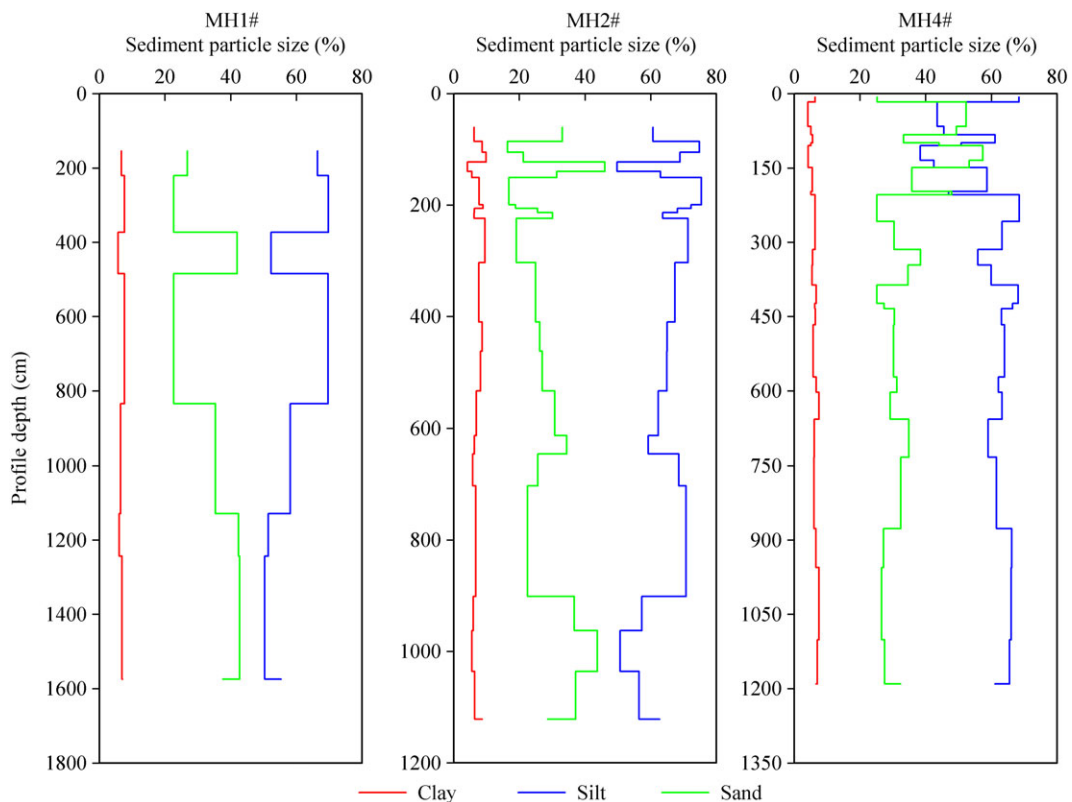 MH1#
Sediment particle size (%)
0 20 40 60 80
0
200
400
600
800
1000
1200
1400
1600
1800
Profile depth (cm)
MH2#
Sediment particle size (%)
0 20 40 60 80
0
200
400
600
800
1000
1200
MH4#
Sediment particle size (%)
0 20 40 60 80
0
150
300
450
600
750
900
1050
1200
1350
Clay Silt Sand